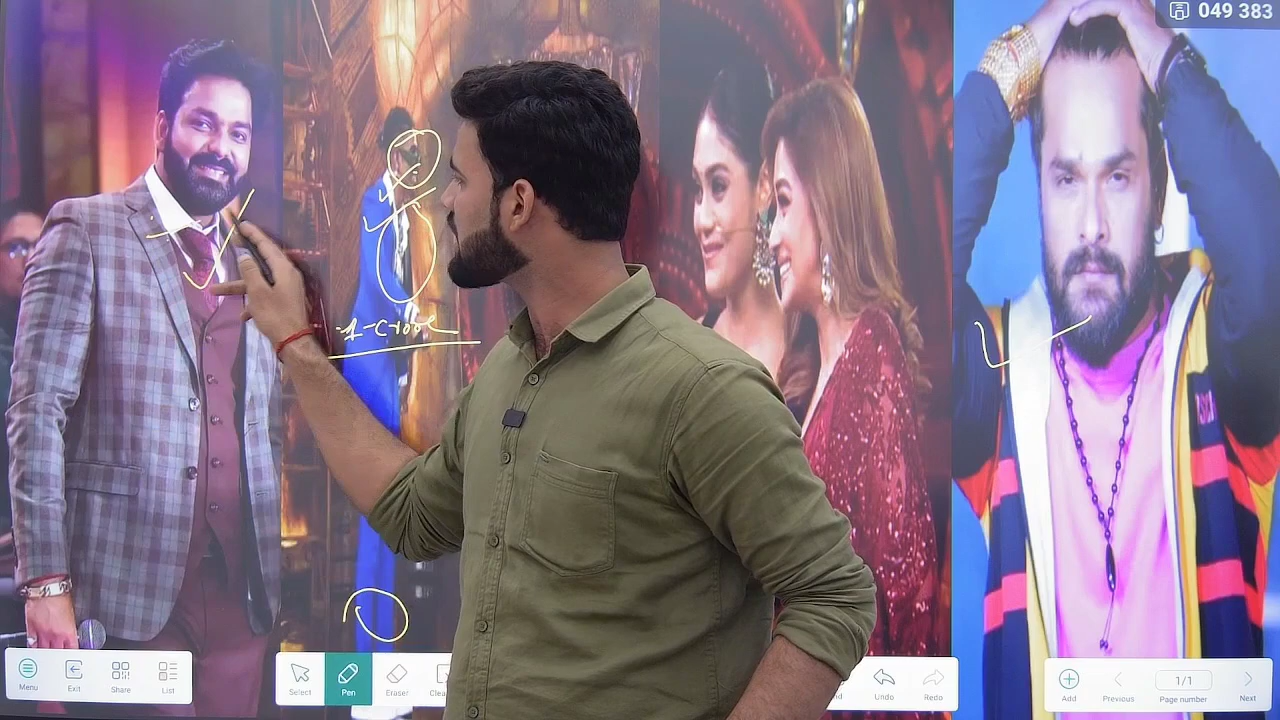 049 383
1-Crore
Menu
Exit
Share
List
Select
Pen
Eraser
Undo
Redo
Add
Previous
1/1
Page number
Next